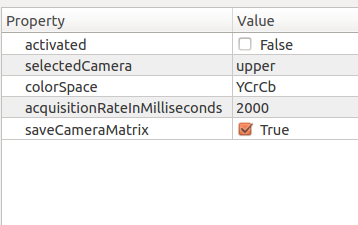 Property Value
activated False
selectedCamera upper
colorSpace YCrCb
acquisitionRateInMilliseconds 2000
saveCameraMatrix True